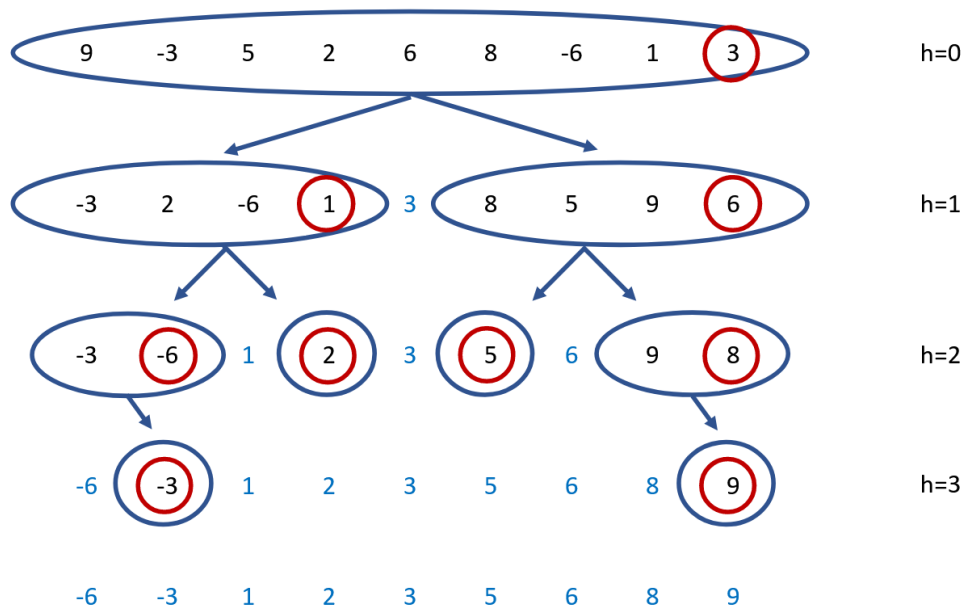 9 -3 5 2 6 8 -6 1 3 h=0
-3 2 -6 1 3 8 5 9 6 h=1
-3 -6 1 2 3 5 6 9 8 h=2
-6 -3 1 2 3 5 6 8 9 h=3
-6 -3 1 2 3 5 6 8 9